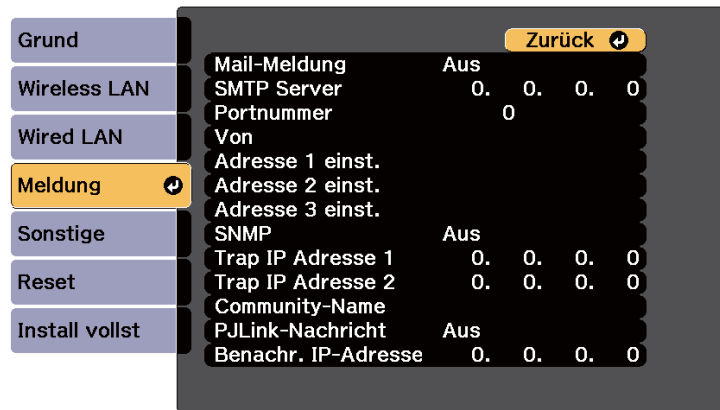 Grund
Wireless LAN
Wired LAN
Meldung
Sonstige
Reset
Install vollst
Zurück
Mail-Meldung Aus
SMTP Server 0. 0. 0. 0
Portnummer 0
Von
Adresse 1 einst.
Adresse 2 einst.
Adresse 3 einst.
SNMP Aus
Trap IP Adresse 1 0. 0. 0. 0
Trap IP Adresse 2 0. 0. 0. 0
Community-Name
PJLink-Nachricht Aus
Benachr. IP-Adresse 0. 0. 0. 0